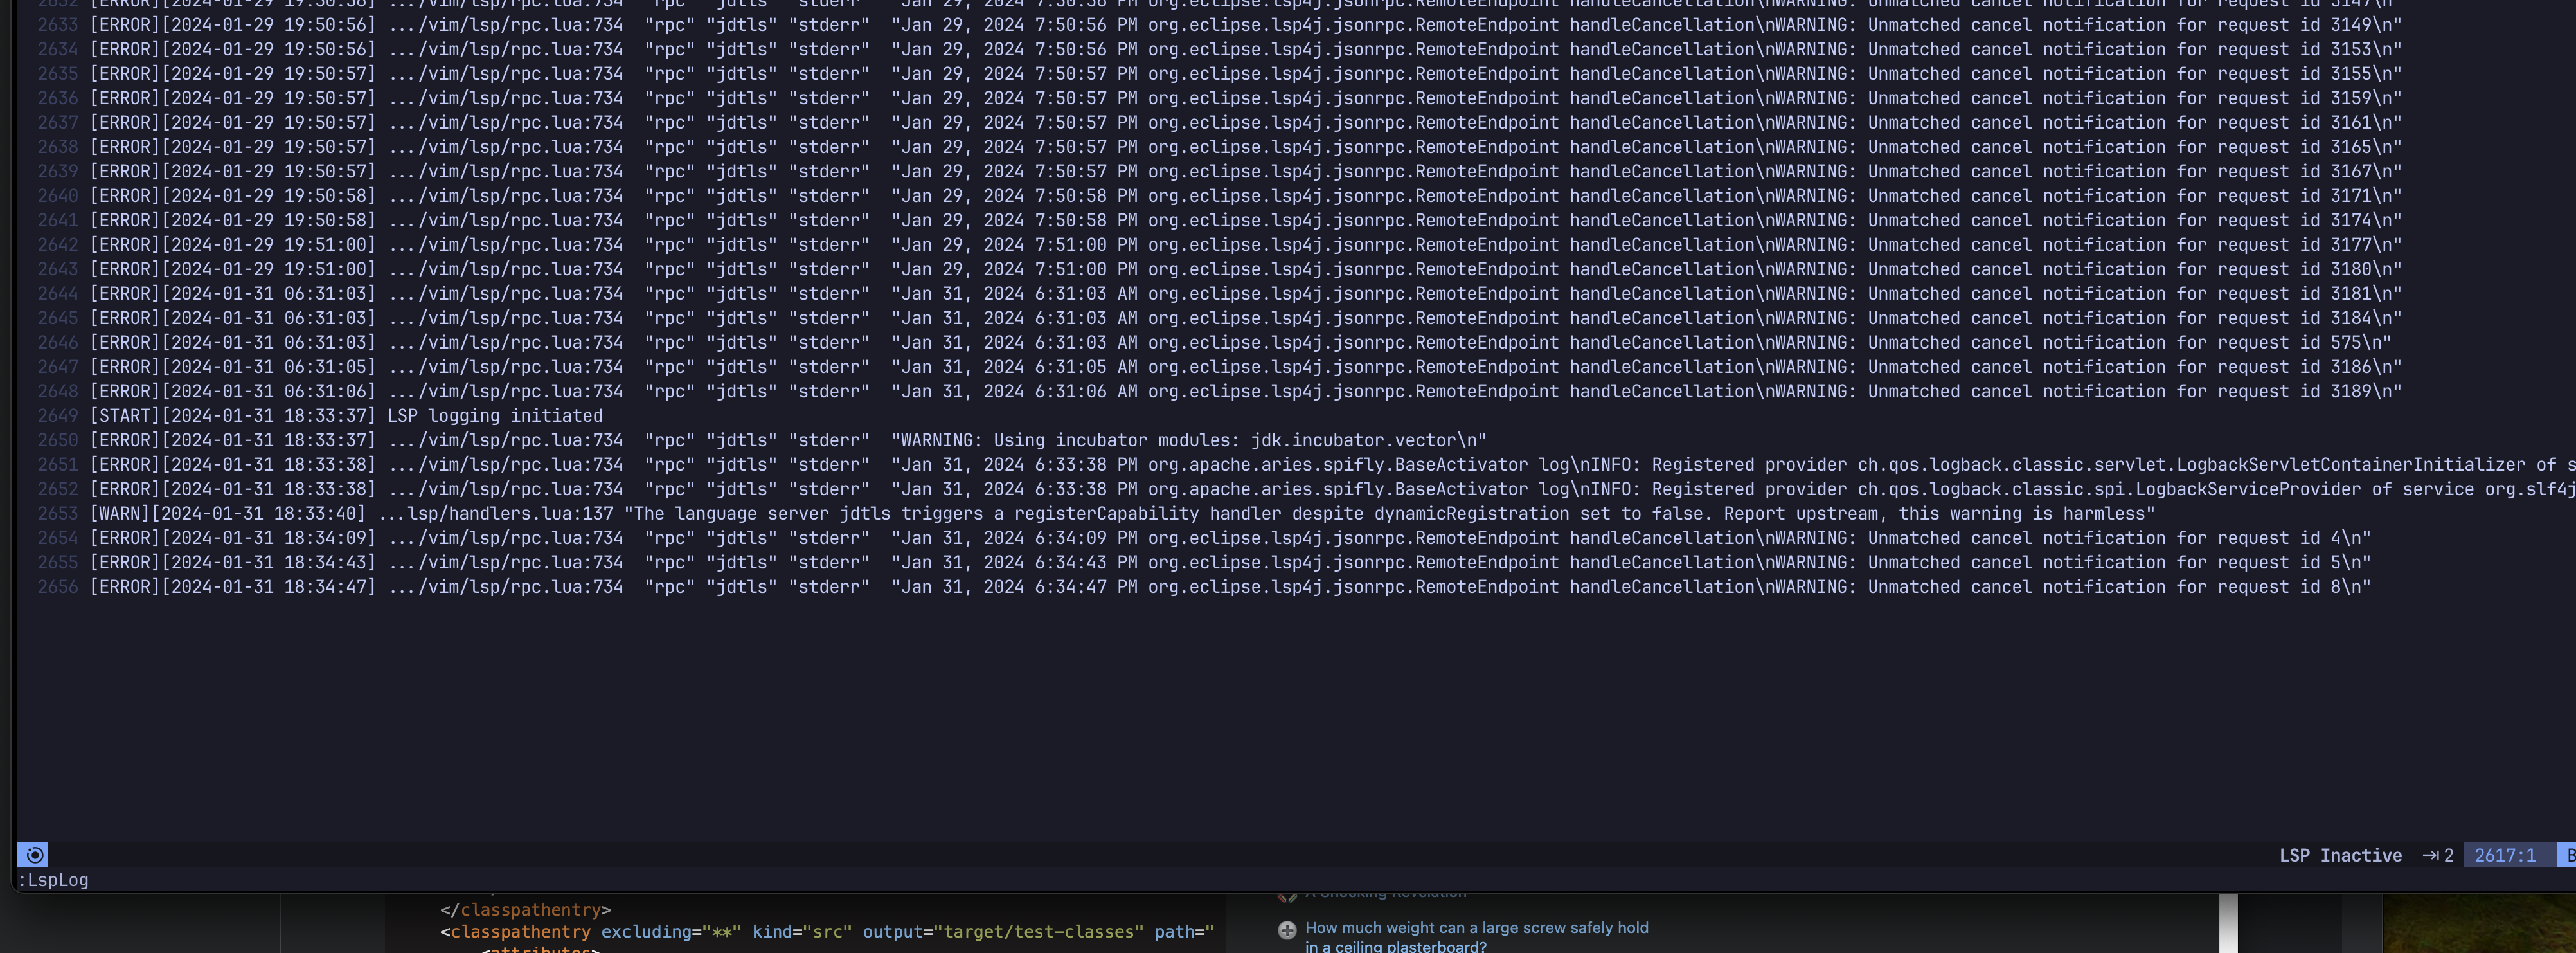 2632 [ERROR][2024-01-29 19:50:56] .../vim/lsp/rpc.lua:734  "rpc" "jdtls" "stderr"  "Jan 29, 2024 7:50:56 PM org.eclipse.lsp4j.jsonrpc.RemoteEndpoint handleCancellation\nWARNING: Unmatched cancel notification for request id 3147\n"
2633 [ERROR][2024-01-29 19:50:56] .../vim/lsp/rpc.lua:734  "rpc" "jdtls" "stderr"  "Jan 29, 2024 7:50:56 PM org.eclipse.lsp4j.jsonrpc.RemoteEndpoint handleCancellation\nWARNING: Unmatched cancel notification for request id 3149\n"
2634 [ERROR][2024-01-29 19:50:56] .../vim/lsp/rpc.lua:734  "rpc" "jdtls" "stderr"  "Jan 29, 2024 7:50:56 PM org.eclipse.lsp4j.jsonrpc.RemoteEndpoint handleCancellation\nWARNING: Unmatched cancel notification for request id 3153\n"
2635 [ERROR][2024-01-29 19:50:57] .../vim/lsp/rpc.lua:734  "rpc" "jdtls" "stderr"  "Jan 29, 2024 7:50:57 PM org.eclipse.lsp4j.jsonrpc.RemoteEndpoint handleCancellation\nWARNING: Unmatched cancel notification for request id 3155\n"
2636 [ERROR][2024-01-29 19:50:57] .../vim/lsp/rpc.lua:734  "rpc" "jdtls" "stderr"  "Jan 29, 2024 7:50:57 PM org.eclipse.lsp4j.jsonrpc.RemoteEndpoint handleCancellation\nWARNING: Unmatched cancel notification for request id 3159\n"
2637 [ERROR][2024-01-29 19:50:57] .../vim/lsp/rpc.lua:734  "rpc" "jdtls" "stderr"  "Jan 29, 2024 7:50:57 PM org.eclipse.lsp4j.jsonrpc.RemoteEndpoint handleCancellation\nWARNING: Unmatched cancel notification for request id 3161\n"
2638 [ERROR][2024-01-29 19:50:57] .../vim/lsp/rpc.lua:734  "rpc" "jdtls" "stderr"  "Jan 29, 2024 7:50:57 PM org.eclipse.lsp4j.jsonrpc.RemoteEndpoint handleCancellation\nWARNING: Unmatched cancel notification for request id 3165\n"
2639 [ERROR][2024-01-29 19:50:57] .../vim/lsp/rpc.lua:734  "rpc" "jdtls" "stderr"  "Jan 29, 2024 7:50:57 PM org.eclipse.lsp4j.jsonrpc.RemoteEndpoint handleCancellation\nWARNING: Unmatched cancel notification for request id 3167\n"
2640 [ERROR][2024-01-29 19:50:58] .../vim/lsp/rpc.lua:734  "rpc" "jdtls" "stderr"  "Jan 29, 2024 7:50:58 PM org.eclipse.lsp4j.jsonrpc.RemoteEndpoint handleCancellation\nWARNING: Unmatched cancel notification for request id 3171\n"
2641 [ERROR][2024-01-29 19:50:58] .../vim/lsp/rpc.lua:734  "rpc" "jdtls" "stderr"  "Jan 29, 2024 7:50:58 PM org.eclipse.lsp4j.jsonrpc.RemoteEndpoint handleCancellation\nWARNING: Unmatched cancel notification for request id 3174\n"
2642 [ERROR][2024-01-29 19:51:00] .../vim/lsp/rpc.lua:734  "rpc" "jdtls" "stderr"  "Jan 29, 2024 7:51:00 PM org.eclipse.lsp4j.jsonrpc.RemoteEndpoint handleCancellation\nWARNING: Unmatched cancel notification for request id 3177\n"
2643 [ERROR][2024-01-29 19:51:00] .../vim/lsp/rpc.lua:734  "rpc" "jdtls" "stderr"  "Jan 29, 2024 7:51:00 PM org.eclipse.lsp4j.jsonrpc.RemoteEndpoint handleCancellation\nWARNING: Unmatched cancel notification for request id 3180\n"
2644 [ERROR][2024-01-31 06:31:03] .../vim/lsp/rpc.lua:734  "rpc" "jdtls" "stderr"  "Jan 31, 2024 6:31:03 AM org.eclipse.lsp4j.jsonrpc.RemoteEndpoint handleCancellation\nWARNING: Unmatched cancel notification for request id 3181\n"
2645 [ERROR][2024-01-31 06:31:03] .../vim/lsp/rpc.lua:734  "rpc" "jdtls" "stderr"  "Jan 31, 2024 6:31:03 AM org.eclipse.lsp4j.jsonrpc.RemoteEndpoint handleCancellation\nWARNING: Unmatched cancel notification for request id 3184\n"
2646 [ERROR][2024-01-31 06:31:03] .../vim/lsp/rpc.lua:734  "rpc" "jdtls" "stderr"  "Jan 31, 2024 6:31:03 AM org.eclipse.lsp4j.jsonrpc.RemoteEndpoint handleCancellation\nWARNING: Unmatched cancel notification for request id 575\n"
2647 [ERROR][2024-01-31 06:31:05] .../vim/lsp/rpc.lua:734  "rpc" "jdtls" "stderr"  "Jan 31, 2024 6:31:05 AM org.eclipse.lsp4j.jsonrpc.RemoteEndpoint handleCancellation\nWARNING: Unmatched cancel notification for request id 3186\n"
2648 [ERROR][2024-01-31 06:31:06] .../vim/lsp/rpc.lua:734  "rpc" "jdtls" "stderr"  "Jan 31, 2024 6:31:06 AM org.eclipse.lsp4j.jsonrpc.RemoteEndpoint handleCancellation\nWARNING: Unmatched cancel notification for request id 3189\n"
2649 [START][2024-01-31 18:33:37] LSP logging initiated
2650 [ERROR][2024-01-31 18:33:37] .../vim/lsp/rpc.lua:734  "rpc" "jdtls" "stderr"  "WARNING: Using incubator modules: jdk.incubator.vector\n"
2651 [ERROR][2024-01-31 18:33:38] .../vim/lsp/rpc.lua:734  "rpc" "jdtls" "stderr"  "Jan 31, 2024 6:33:38 PM org.apache.aries.spifly.BaseActivator log\nINFO: Registered provider ch.qos.logback.classic.servlet.LogbackServletContainerInitializer of s
2652 [ERROR][2024-01-31 18:33:38] .../vim/lsp/rpc.lua:734  "rpc" "jdtls" "stderr"  "Jan 31, 2024 6:33:38 PM org.apache.aries.spifly.BaseActivator log\nINFO: Registered provider ch.qos.logback.classic.spi.LogbackServiceProvider of service org.slf4j
2653 [WARN][2024-01-31 18:33:40] ...lsp/handlers.lua:137 "The language server jdtls triggers a registerCapability handler despite dynamicRegistration set to false. Report upstream, this warning is harmless"
2654 [ERROR][2024-01-31 18:34:09] .../vim/lsp/rpc.lua:734  "rpc" "jdtls" "stderr"  "Jan 31, 2024 6:34:09 PM org.eclipse.lsp4j.jsonrpc.RemoteEndpoint handleCancellation\nWARNING: Unmatched cancel notification for request id 4\n"
2655 [ERROR][2024-01-31 18:34:43] .../vim/lsp/rpc.lua:734  "rpc" "jdtls" "stderr"  "Jan 31, 2024 6:34:43 PM org.eclipse.lsp4j.jsonrpc.RemoteEndpoint handleCancellation\nWARNING: Unmatched cancel notification for request id 5\n"
2656 [ERROR][2024-01-31 18:34:47] .../vim/lsp/rpc.lua:734  "rpc" "jdtls" "stderr"  "Jan 31, 2024 6:34:47 PM org.eclipse.lsp4j.jsonrpc.RemoteEndpoint handleCancellation\nWARNING: Unmatched cancel notification for request id 8\n"
LSP Inactive 2 2617:1 B
:LspLog
</classpathentry>
<classpathentry excluding="**" kind="src" output="target/test-classes" path="
<attributes>
A Shocking Revelation
How much weight can a large screw safely hold
in a ceiling plasterboard?